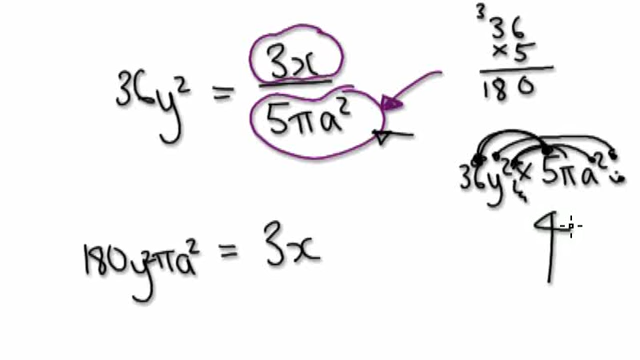 36y² = 3x / 5πa²
³36
×5
180
36y² × 5πa²
180y²πa² = 3x